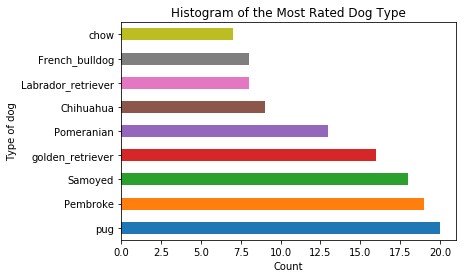 Histogram of the Most Rated Dog Type
Type of dog
chow
French_bulldog
Labrador_retriever
Chihuahua
Pomeranian
golden_retriever
Samoyed
Pembroke
pug
0.0 2.5 5.0 7.5 10.0 12.5 15.0 17.5 20.0
Count